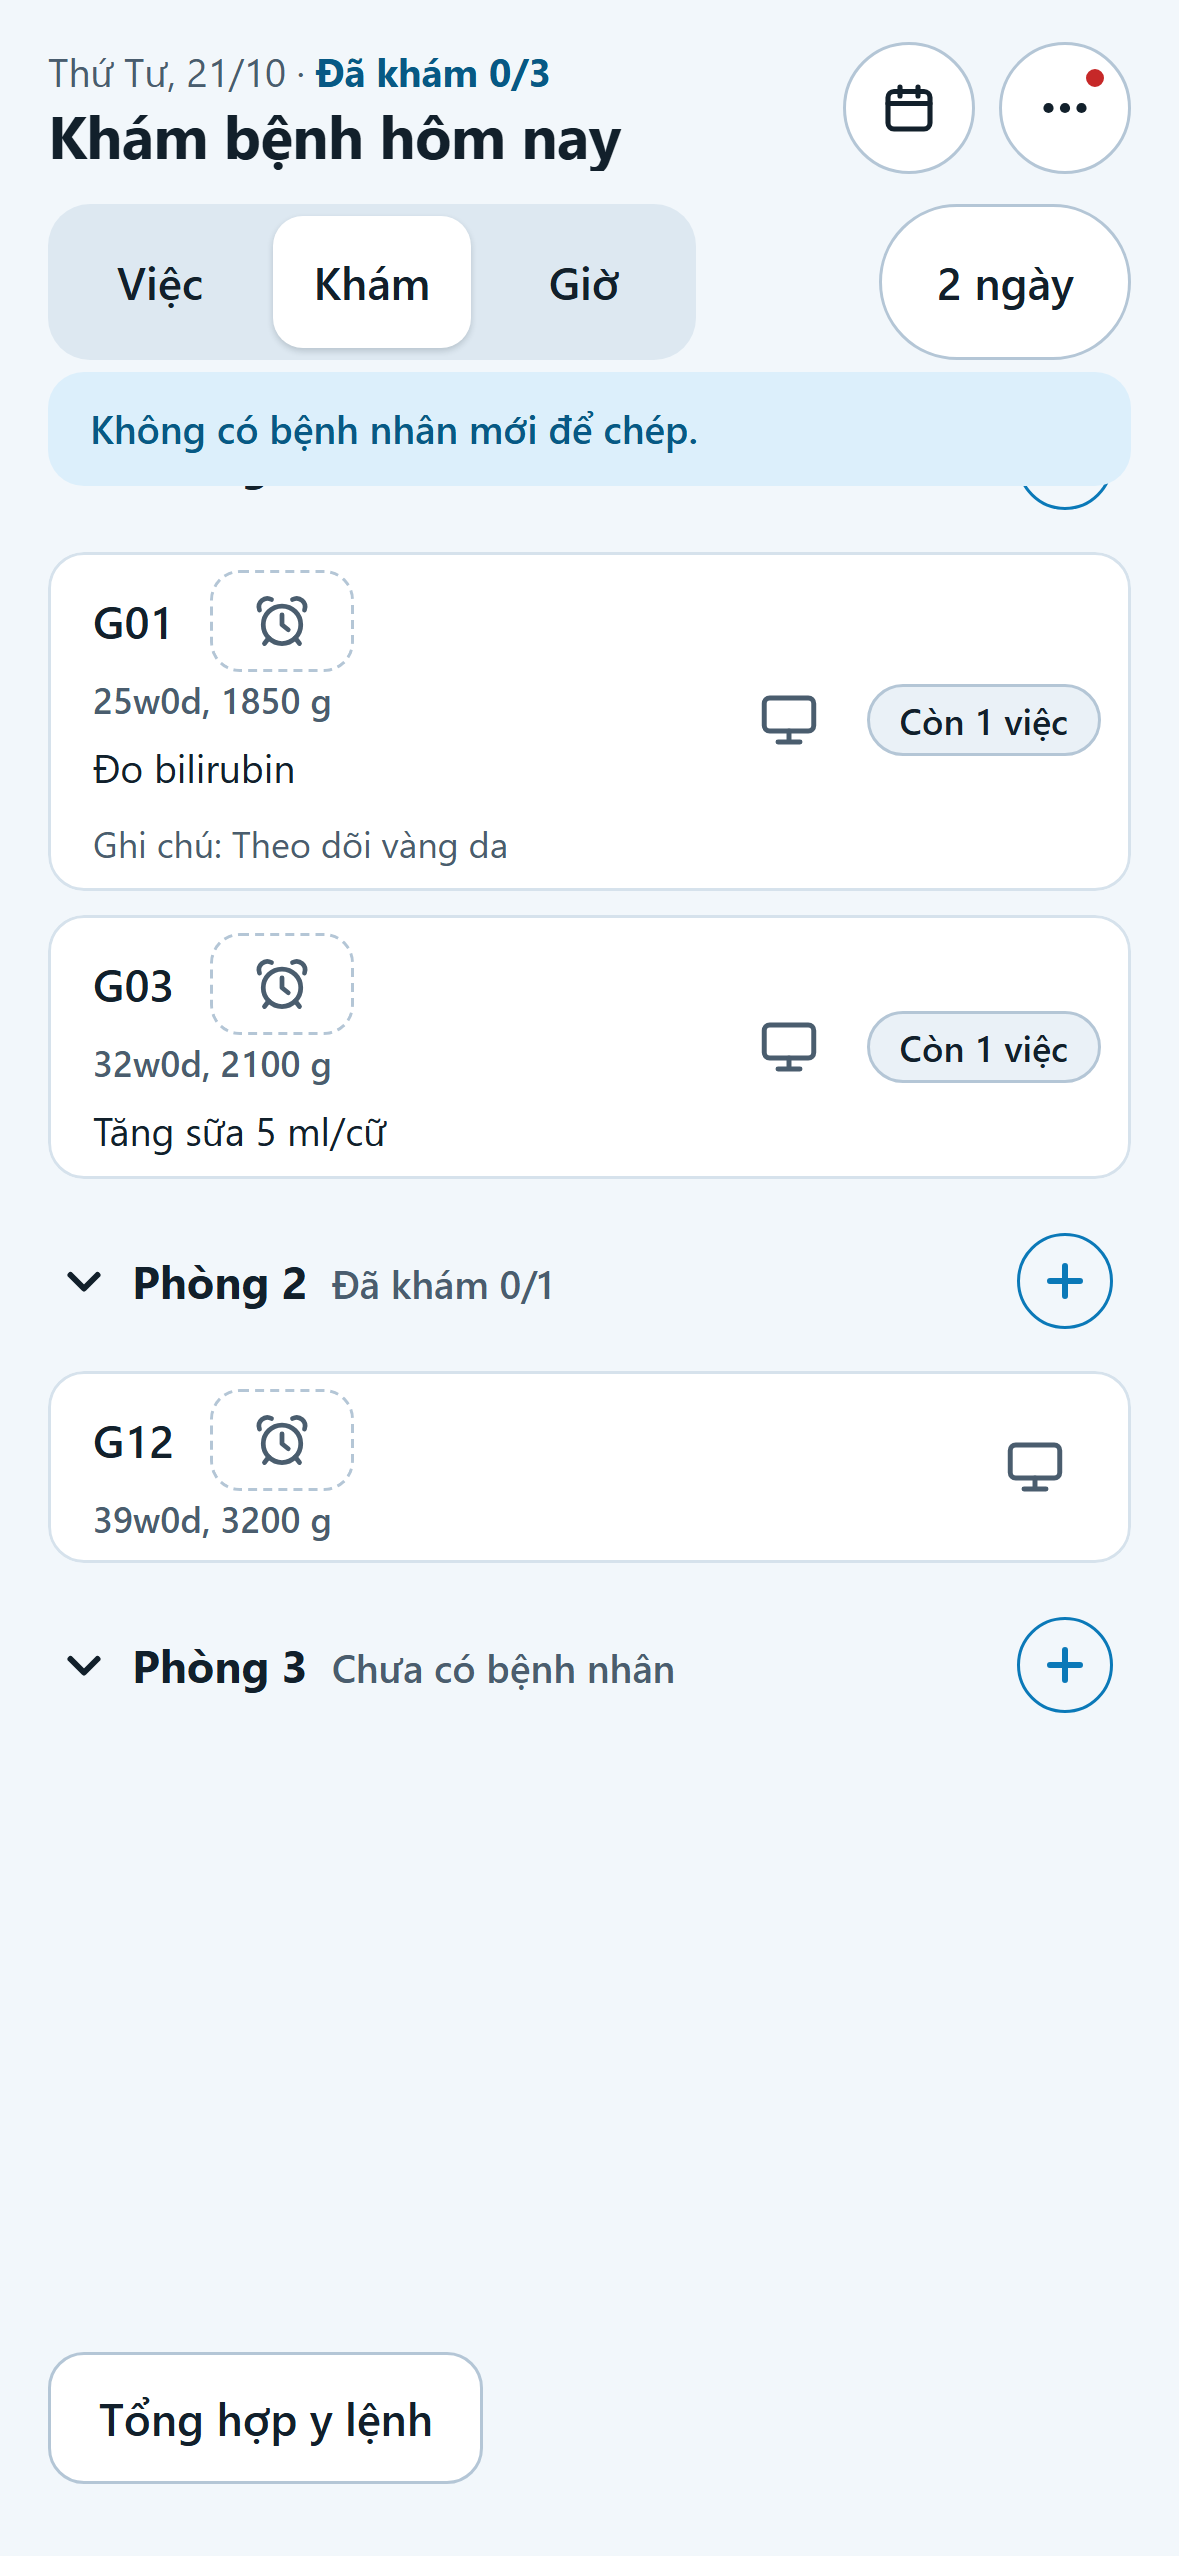 Thứ Tư, 21/10 · Đã khám 0/3
Khám bệnh hôm nay
Việc
Khám
Giờ
2 ngày
Không có bệnh nhân mới để chép.
G01
25w0d, 1850 g
Đo bilirubin
Ghi chú: Theo dõi vàng da
Còn 1 việc
G03
32w0d, 2100 g
Tăng sữa 5 ml/cữ
Còn 1 việc
Phòng 2 Đã khám 0/1
G12
39w0d, 3200 g
Phòng 3 Chưa có bệnh nhân
Tổng hợp y lệnh